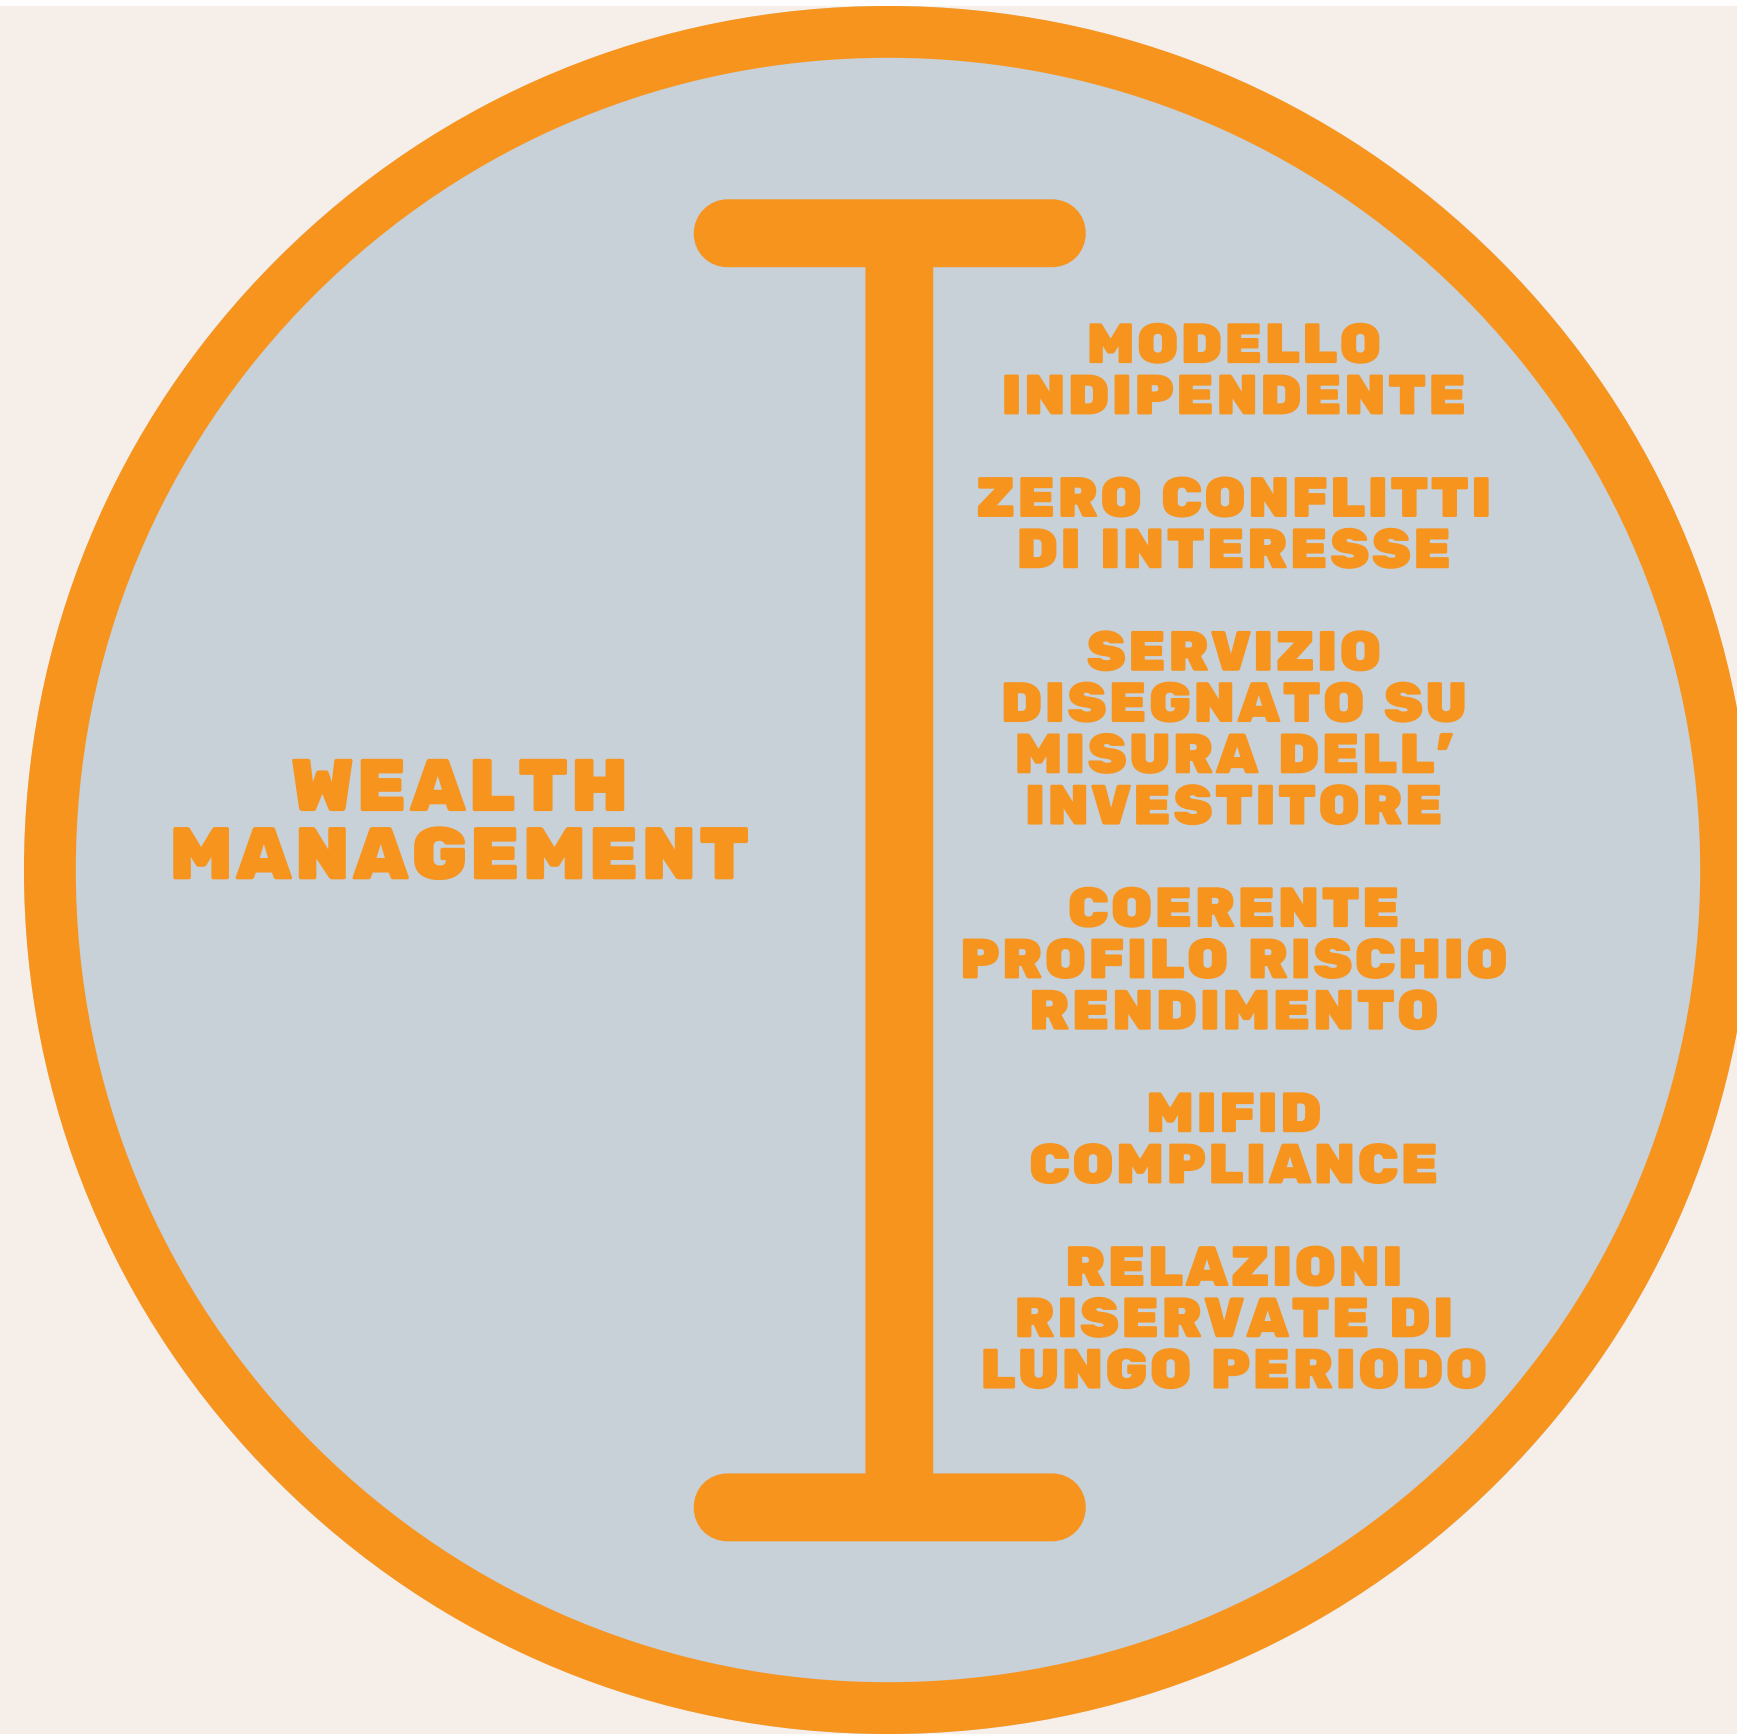 WEALTH
MANAGEMENT
MODELLO
INDIPENDENTE
ZERO CONFLITTI
DI INTERESSE
SERVIZIO
DISEGNATO SU
MISURA DELL’
INVESTITORE
COERENTE
PROFILO RISCHIO
RENDIMENTO
MIFID
COMPLIANCE
RELAZIONI
RISERVATE DI
LUNGO PERIODO